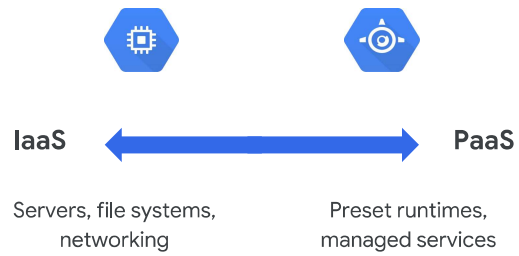 IaaS
PaaS
Servers, file systems,
networking
Preset runtimes,
managed services